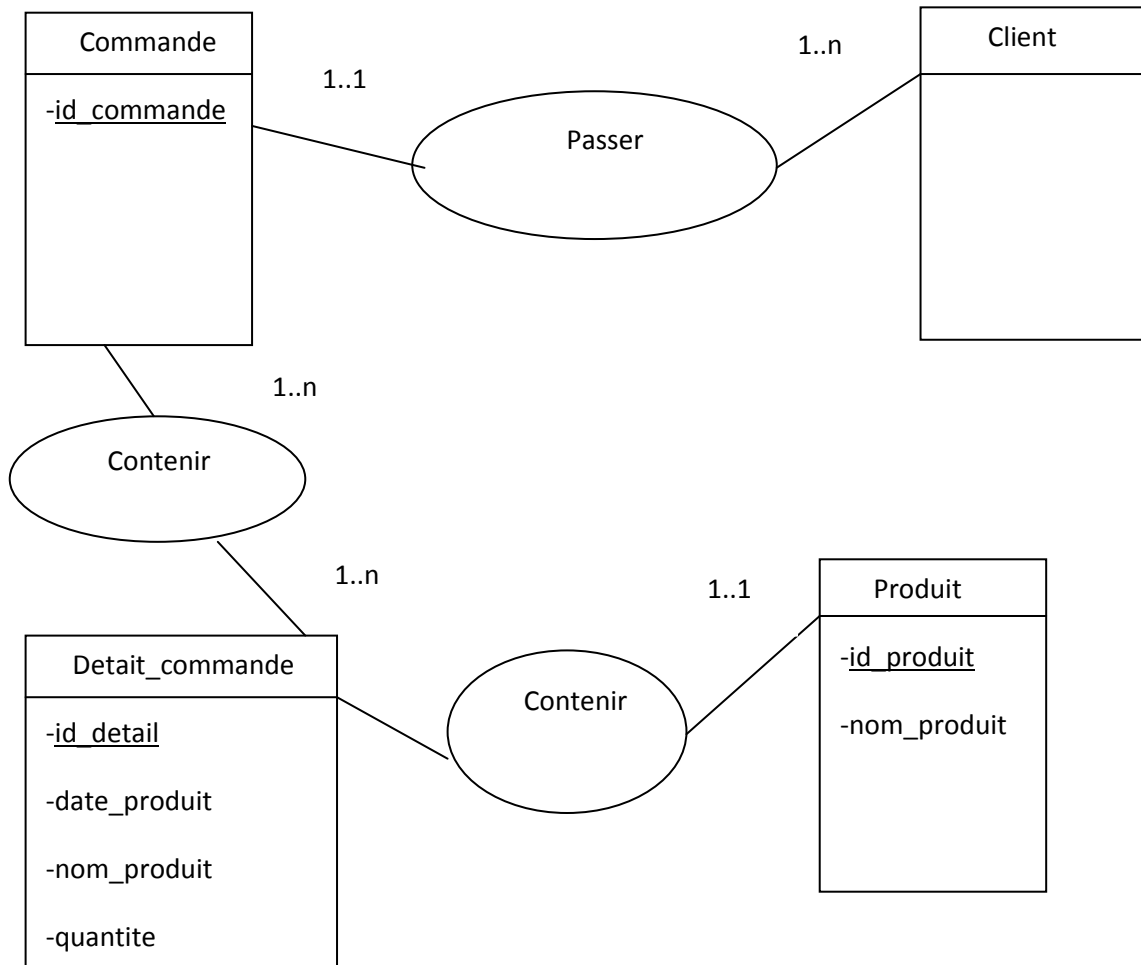 Commande
-id_commande
1..1
Passer
1..n
Client
1..n
Contenir
1..n
Detait_commande
-id_detail
-date_produit
-nom_produit
-quantite
Contenir
1..1
Produit
-id_produit
-nom_produit